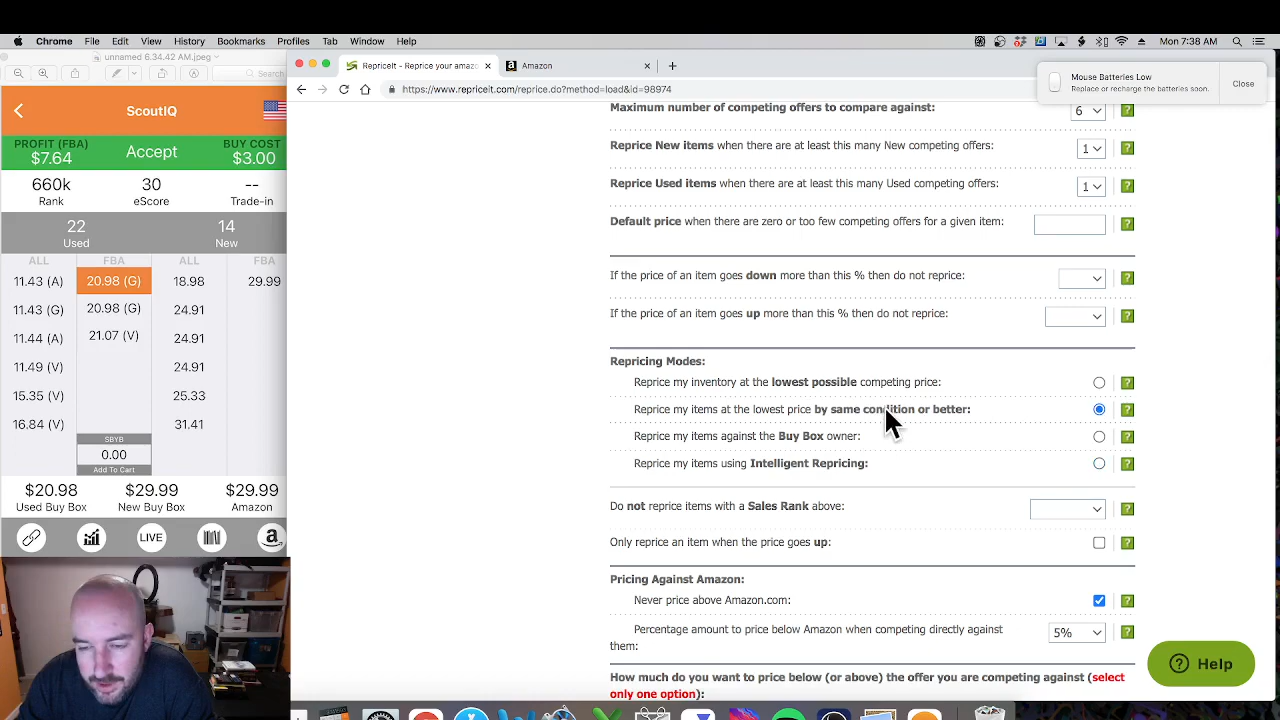 Chrome File Edit View History Bookmarks Profiles Tab Window Help Mon 7:38 AM
unnamed 6.34.42 AM.jpeg
Search
RepriceIt - Reprice your amazo
Amazon
https://www.repriceit.com/reprice.do?method=load&id=98974
Mouse Batteries Low
Replace or recharge the batteries soon.
Close
ScoutIQ
PROFIT (FBA)
$7.64
Accept
BUY COST
$3.00
660k
Rank
30
eScore
--
Trade-in
22
Used
14
New
ALL FBA ALL FBA
11.43 (A) 20.98 (G) 18.98 29.99
11.43 (G) 20.98 (G) 24.91
11.44 (A) 21.07 (V) 24.91
11.49 (V) 24.91
15.35 (V) 25.33
16.84 (V) 31.41
SBYB
0.00
Add To Cart
$20.98
Used Buy Box
$29.99
New Buy Box
$29.99
Amazon
LIVE
Maximum number of competing offers to compare against: 6 ?
Reprice New items when there are at least this many New competing offers: 1 ?
Reprice Used items when there are at least this many Used competing offers: 1 ?
Default price when there are zero or too few competing offers for a given item: ?
If the price of an item goes down more than this % then do not reprice: ?
If the price of an item goes up more than this % then do not reprice: ?
Repricing Modes:
Reprice my inventory at the lowest possible competing price: ?
Reprice my items at the lowest price by same condition or better: ?
Reprice my items against the Buy Box owner: ?
Reprice my items using Intelligent Repricing: ?
Do not reprice items with a Sales Rank above: ?
Only reprice an item when the price goes up: ?
Pricing Against Amazon:
Never price above Amazon.com: ?
Percentage amount to price below Amazon when competing directly against
them: 5% ?
How much do you want to price below (or above) the offer you are competing against (select
only one option):
? Help